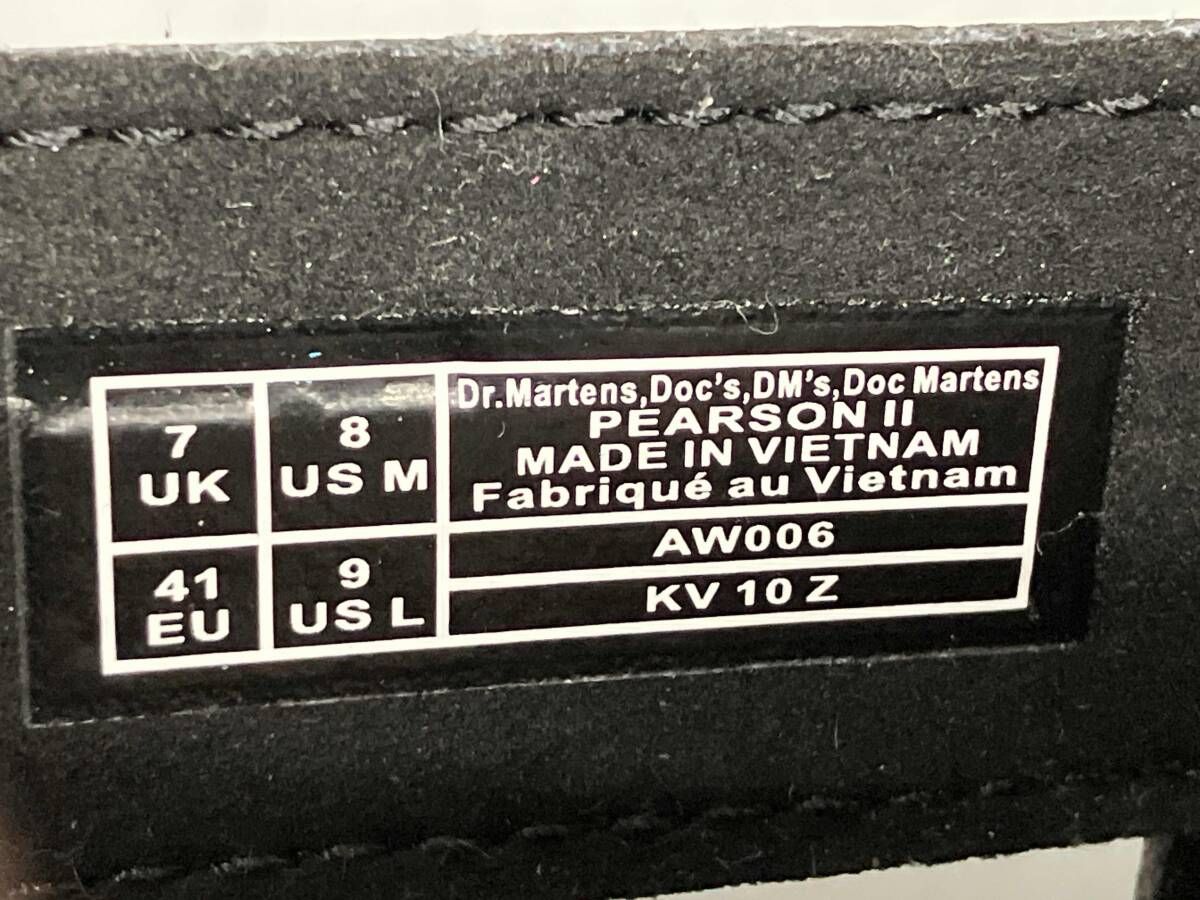 7
UK
8
US M
41
EU
9
US L
Dr.Martens,Doc's,DM's,Doc Martens
PEARSON II
MADE IN VIETNAM
Fabriqué au Vietnam
AW006
KV 10 Z